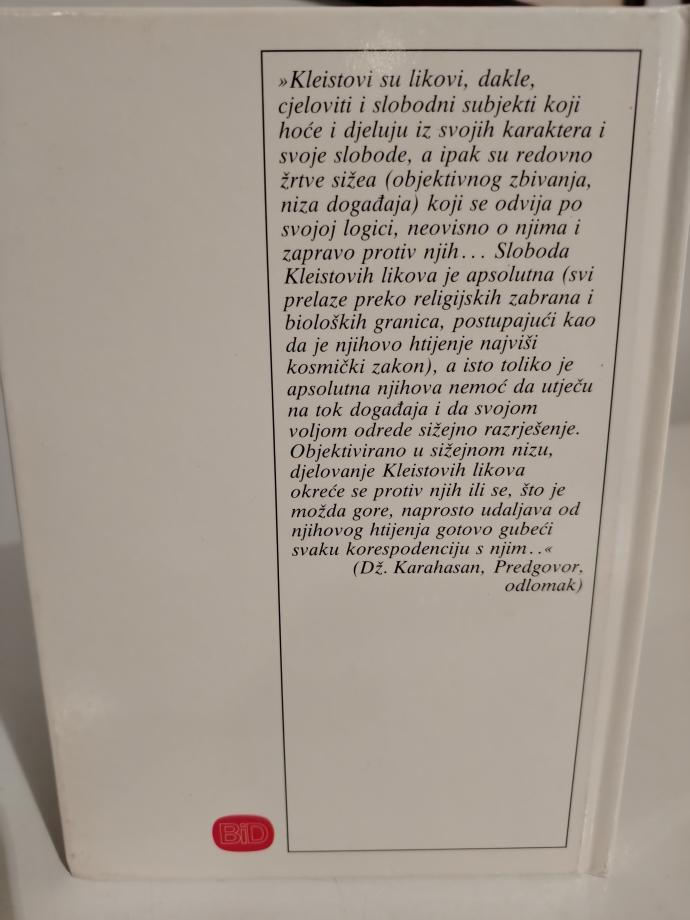 »Kleistovi su likovi, dakle,
cjeloviti i slobodni subjekti koji
hoće i djeluju iz svojih karaktera i
svoje slobode, a ipak su redovno
žrtve sižea (objektivnog zbivanja,
niza događaja) koji se odvija po
svojoj logici, neovisno o njima i
zapravo protiv njih... Sloboda
Kleistovih likova je apsolutna (svi
prelaze preko religijskih zabrana i
bioloških granica, postupajući kao
da je njihovo htijenje najviši
kosmički zakon), a isto toliko je
apsolutna njihova nemoć da utječu
na tok događaja i da svojom
voljom odrede sižejno razrješenje.
Objektivirano u sižejnom nizu,
djelovanje Kleistovih likova
okreće se protiv njih ili se, što je
možda gore, naprosto udaljava od
njihovog htijenja gotovo gubeći
svaku korespodenciju s njim..«
(Dž. Karahasan, Predgovor,
odlomak)
BiD